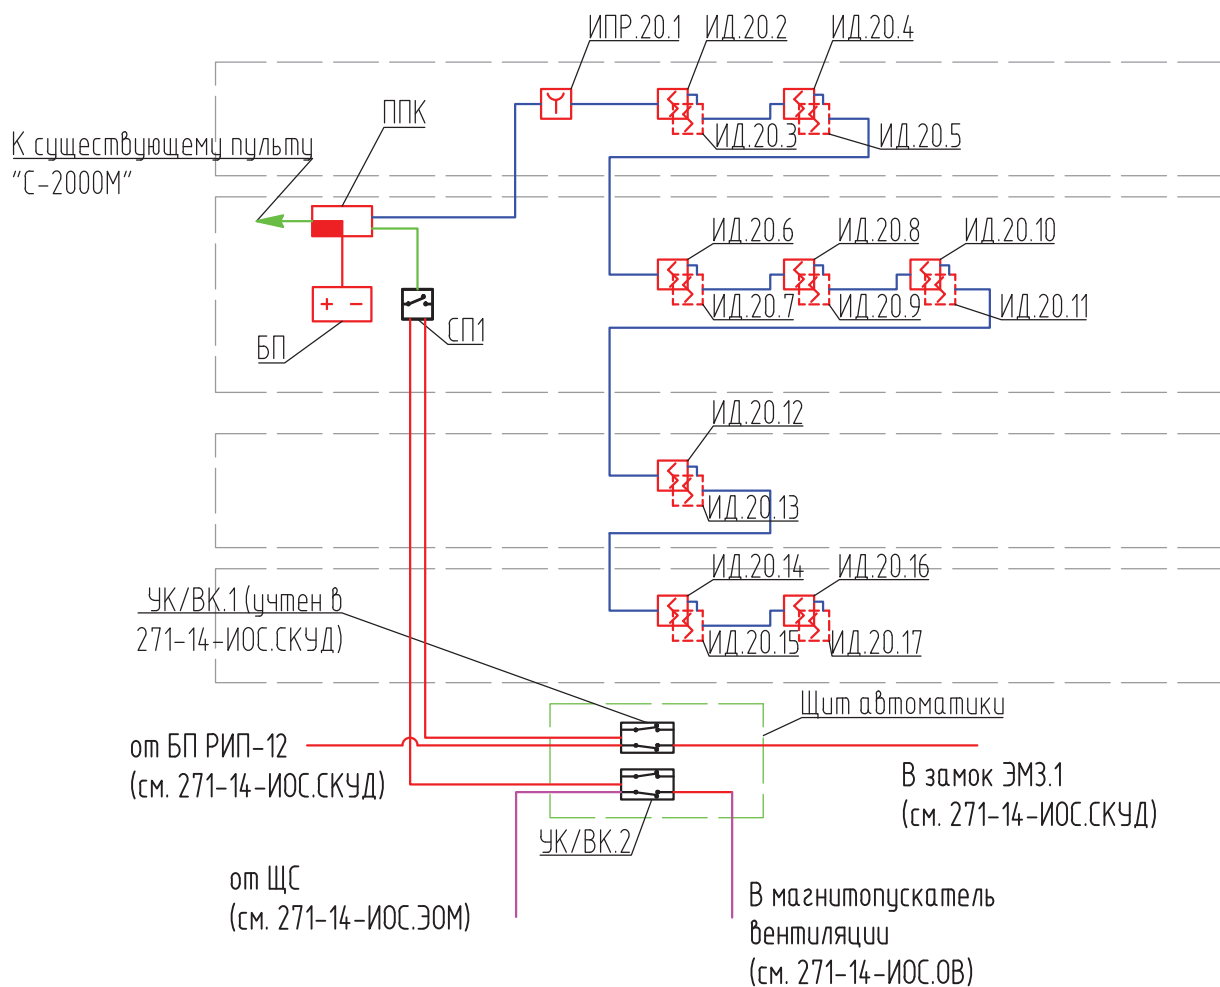 ИПР.20.1
ИД.20.2
ИД.20.4
ППК
К существующему пульту
"С-2000М"
ИД.20.3
ИД.20.5
ИД.20.6
ИД.20.8
ИД.20.10
+ −
ИД.20.7
ИД.20.9
ИД.20.11
СП1
БП
ИД.20.12
ИД.20.13
ИД.20.14
ИД.20.16
УК/ВК.1 (учтен в
271-14-ИОС.СКУД)
ИД.20.15
ИД.20.17
Щит автоматики
от БП РИП-12
(см. 271-14-ИОС.СКУД)
В замок ЭМЗ.1
(см. 271-14-ИОС.СКУД)
УК/ВК.2
от ЩС
(см. 271-14-ИОС.ЭОМ)
В магнитопускатель
вентиляции
(см. 271-14-ИОС.ОВ)